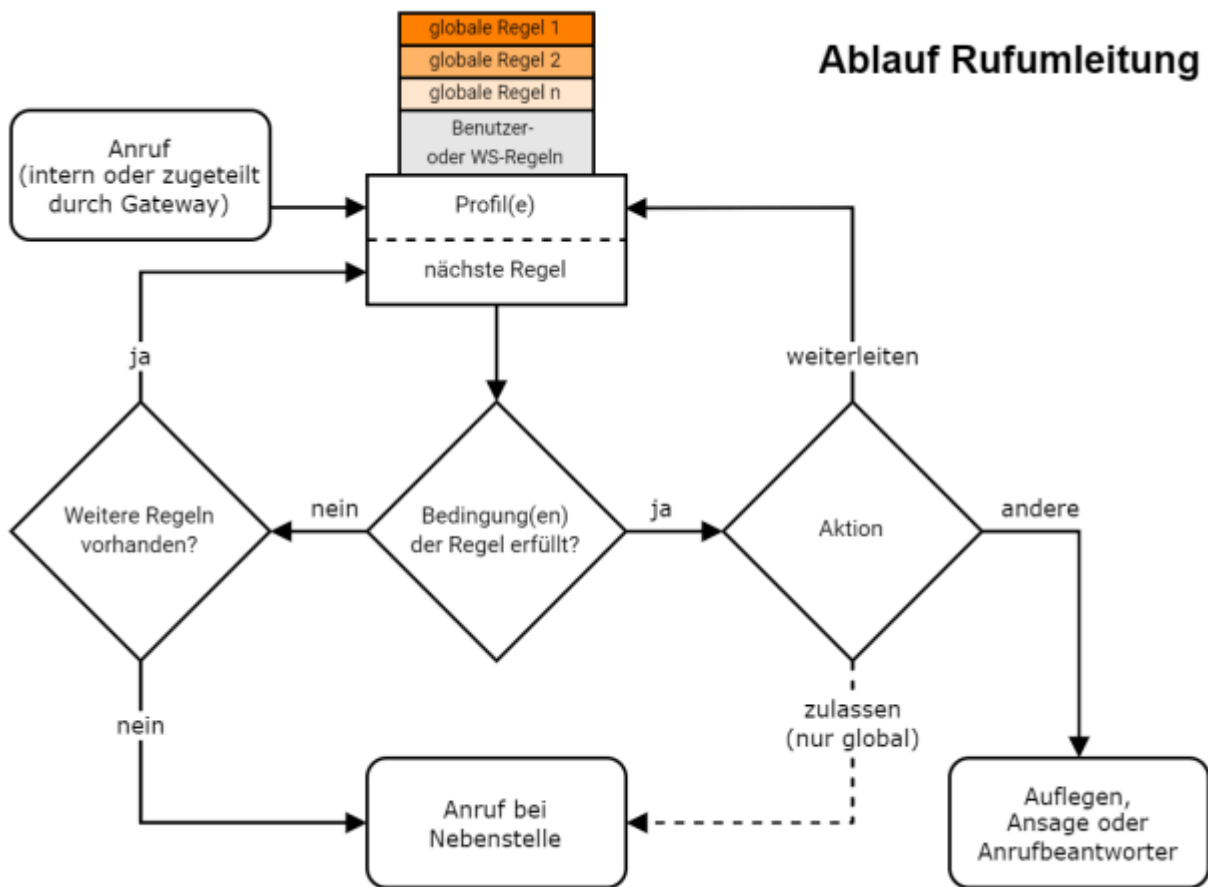 globale Regel 1
Ablauf Rufumleitung
globale Regel 2
globale Regel n
Benutzer-
oder WS-Regeln
Anruf
(intern oder zugeteilt
durch Gateway)
Profil(e)
nächste Regel
ja
weiterleiten
Weitere Regeln
vorhanden?
nein
Bedingung(en)
der Regel erfüllt?
ja
Aktion
andere
nein
zulassen
(nur global)
Anruf bei
Nebenstelle
Auflegen,
Ansage oder
Anrufbeantworter